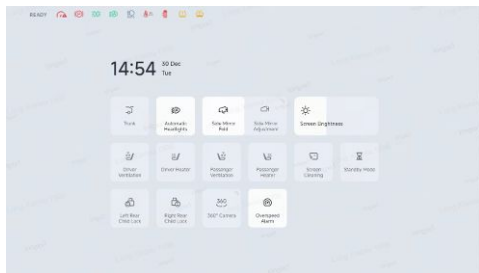 READY
14:54
30 Dec
Tue
Trunk
Automatic
Headlights
Side Mirror
Fold
Side Mirror
Adjustment
Screen Brightness
Driver
Ventilation
Driver Heater
Passenger
Ventilation
Passenger
Heater
Screen
Cleaning
Standby Mode
Left Rear
Child Lock
Right Rear
Child Lock
360
360° Camera
Overspeed
Alarm